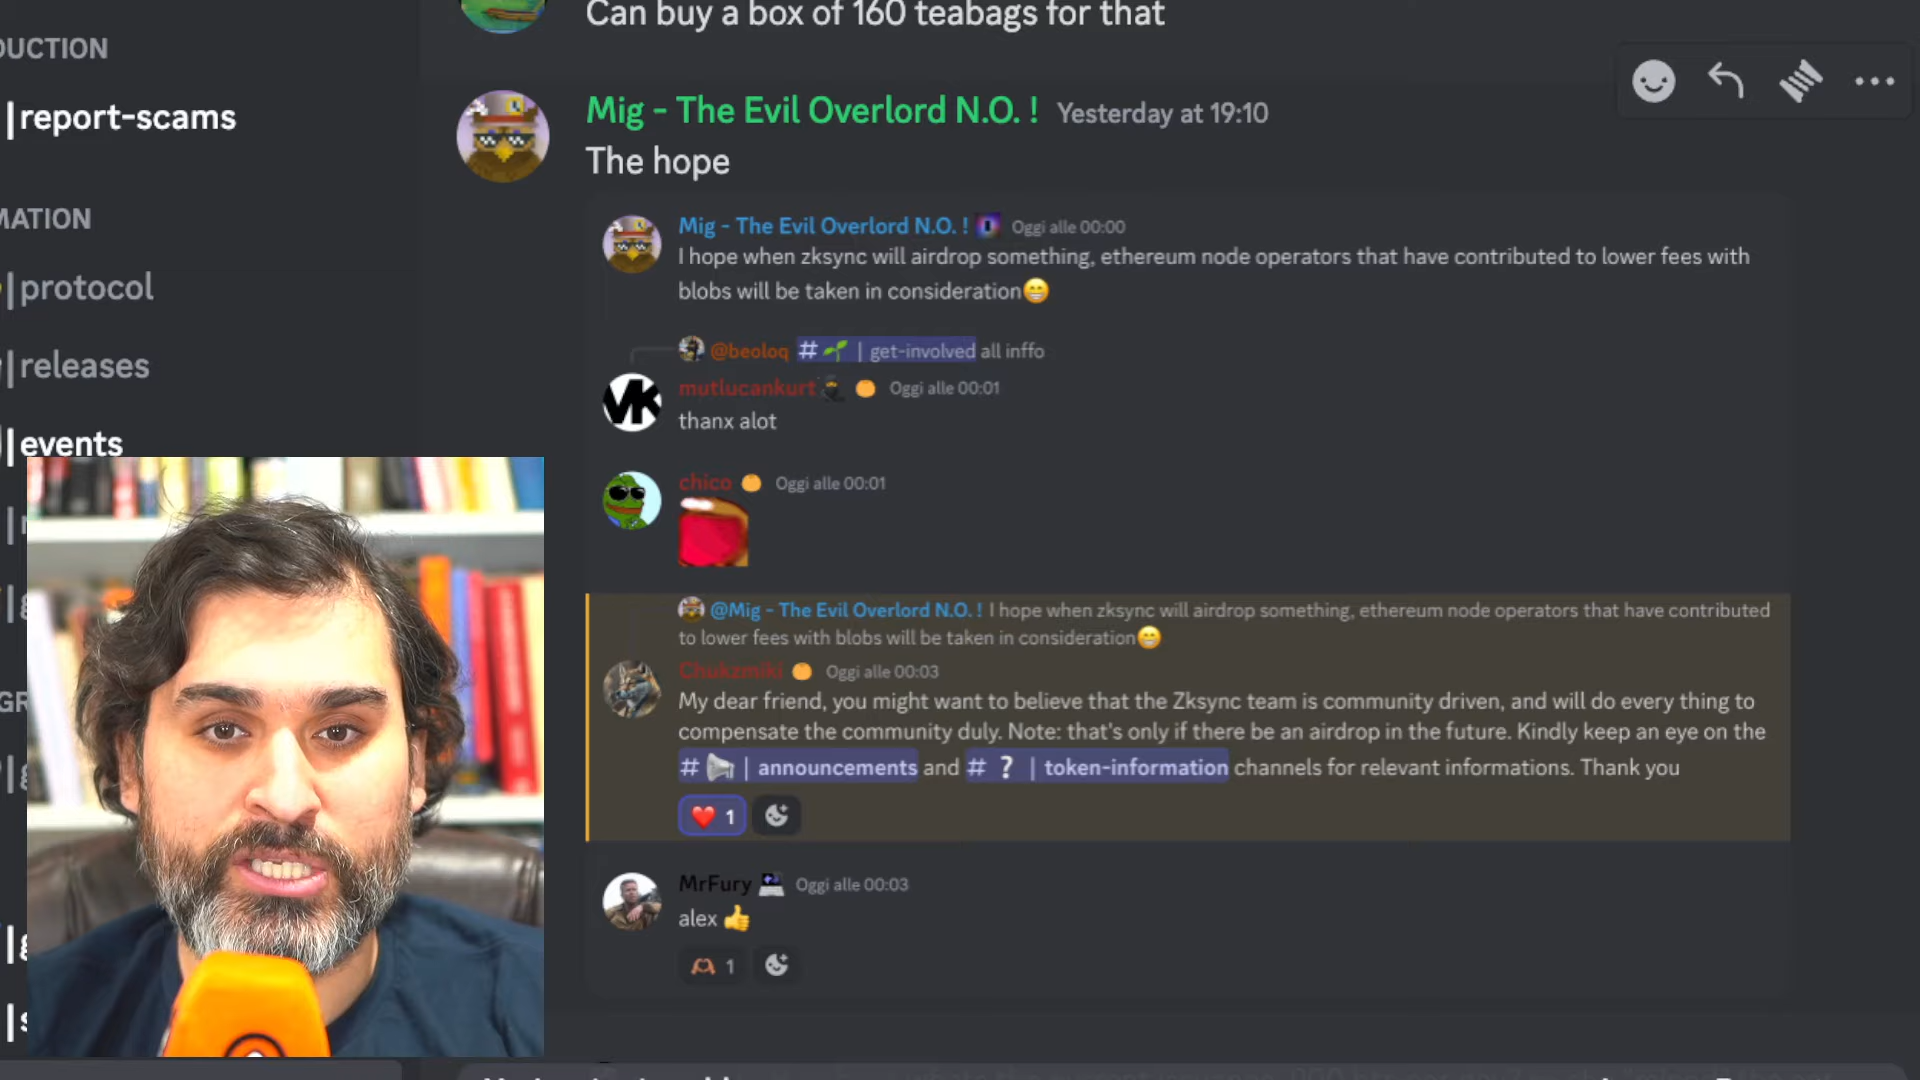 Can buy a box of 160 teabags for that
DUCTION
report-scams
MATION
protocol
releases
events
Mig - The Evil Overlord N.O. ! Yesterday at 19:10
The hope
Mig - The Evil Overlord N.O. ! Oggi alle 00:00
I hope when zksync will airdrop something, ethereum node operators that have contributed to lower fees with
blobs will be taken in consideration😁
@beoloq #🌱 | get-involved all inffo
mutlucankurt Oggi alle 00:01
VK
thanx alot
chico Oggi alle 00:01
@Mig - The Evil Overlord N.O. ! I hope when zksync will airdrop something, ethereum node operators that have contributed
to lower fees with blobs will be taken in consideration😁
Chukzmiki Oggi alle 00:03
My dear friend, you might want to believe that the Zksync team is community driven, and will do every thing to
compensate the community duly. Note: that's only if there be an airdrop in the future. Kindly keep an eye on the
# | announcements and # ? | token-information channels for relevant informations. Thank you
❤️ 1
MrFury Oggi alle 00:03
alex 👍
1